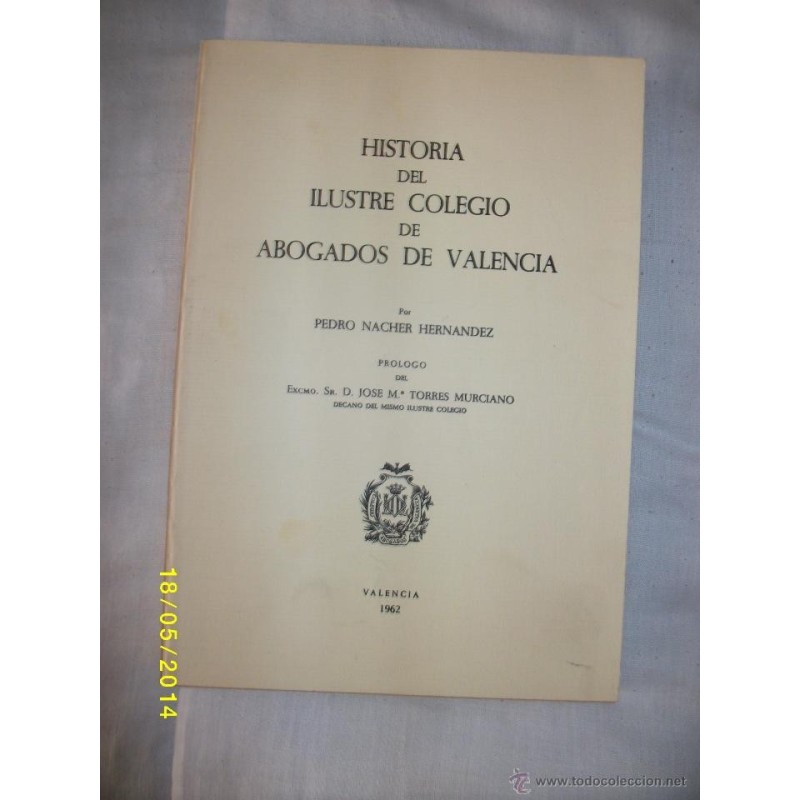 HISTORIA
DEL
ILUSTRE COLEGIO
DE
ABOGADOS DE VALENCIA
Por
PEDRO NACHER HERNANDEZ
PROLOGO
DEL
EXCMO. SR. D. JOSE M.ª TORRES MURCIANO
DECANO DEL MISMO ILUSTRE COLEGIO
VALENCIA
1962
18/05/2014
© www.todocoleccion.net